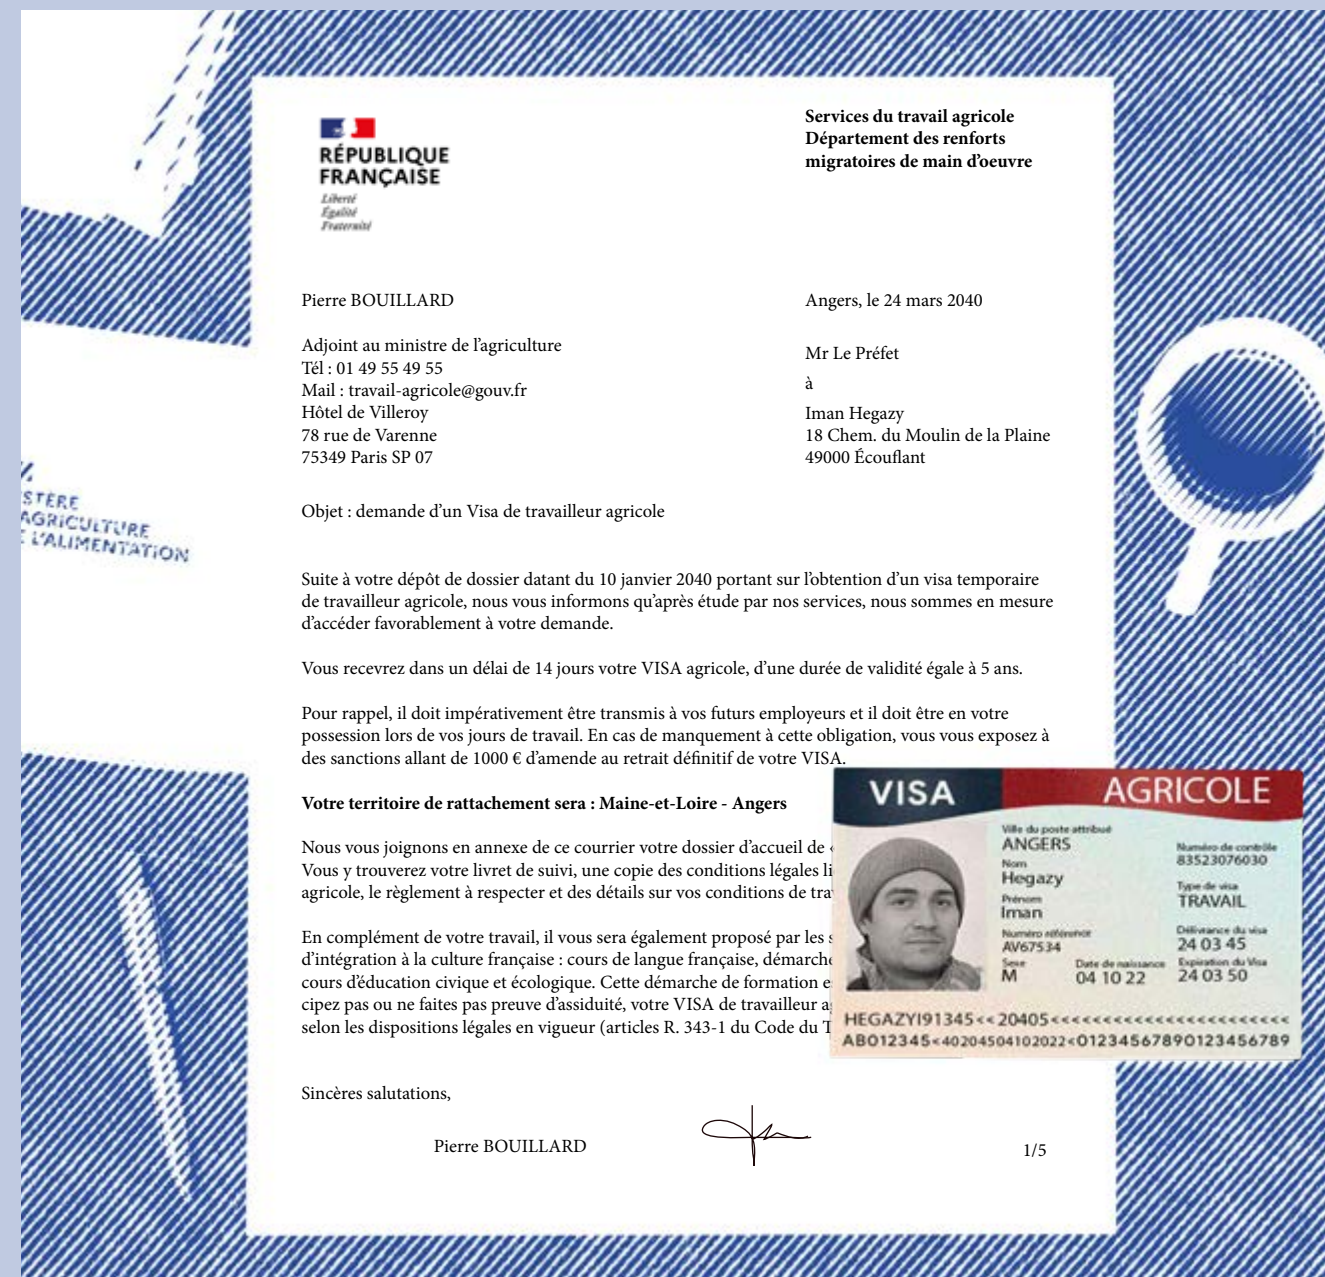 RÉPUBLIQUE
FRANÇAISE
Liberté
Égalité
Fraternité
Services du travail agricole
Département des renforts
migratoires de main d'oeuvre
Pierre BOUILLARD
Adjoint au ministre de l'agriculture
Tél : 01 49 55 49 55
Mail : travail-agricole@gouv.fr
Hôtel de Villeroy
78 rue de Varenne
75349 Paris SP 07
Angers, le 24 mars 2040
Mr Le Préfet
à
Iman Hegazy
18 Chem. du Moulin de la Plaine
49000 Écouflant
STÈRE
AGRICULTURE
L'ALIMENTATION
Objet : demande d'un Visa de travailleur agricole
Suite à votre dépôt de dossier datant du 10 janvier 2040 portant sur l'obtention d'un visa temporaire
de travailleur agricole, nous vous informons qu'après étude par nos services, nous sommes en mesure
d'accéder favorablement à votre demande.
Vous recevrez dans un délai de 14 jours votre VISA agricole, d'une durée de validité égale à 5 ans.
Pour rappel, il doit impérativement être transmis à vos futurs employeurs et il doit être en votre
possession lors de vos jours de travail. En cas de manquement à cette obligation, vous vous exposez à
des sanctions allant de 1000 € d'amende au retrait définitif de votre VISA.
Votre territoire de rattachement sera : Maine-et-Loire - Angers
Nous vous joignons en annexe de ce courrier votre dossier d'accueil de
Vous y trouverez votre livret de suivi, une copie des conditions légales li
agricole, le règlement à respecter et des détails sur vos conditions de tra
En complément de votre travail, il vous sera également proposé par les s
d'intégration à la culture française : cours de langue française, démarche
cours d'éducation civique et écologique. Cette démarche de formation e
cipez pas ou ne faites pas preuve d'assiduité, votre VISA de travailleur a
selon les dispositions légales en vigueur (articles R. 343-1 du Code du T
Sincères salutations,
Pierre BOUILLARD
1/5
VISA AGRICOLE
Ville du poste attribué
ANGERS
Nom
Hegazy
Prénom
Iman
Numéro référence
AV67534
Sexe
M
Date de naissance
04 10 22
Numéro de contrôle
83523076030
Type de visa
TRAVAIL
Délivrance du visa
24 03 45
Expiration du Visa
24 03 50
HEGAZYI91345<<20405<<<<<<<<<<<<<<<<<<<<<<
ABO12345<40204504102022<01234567890123456789